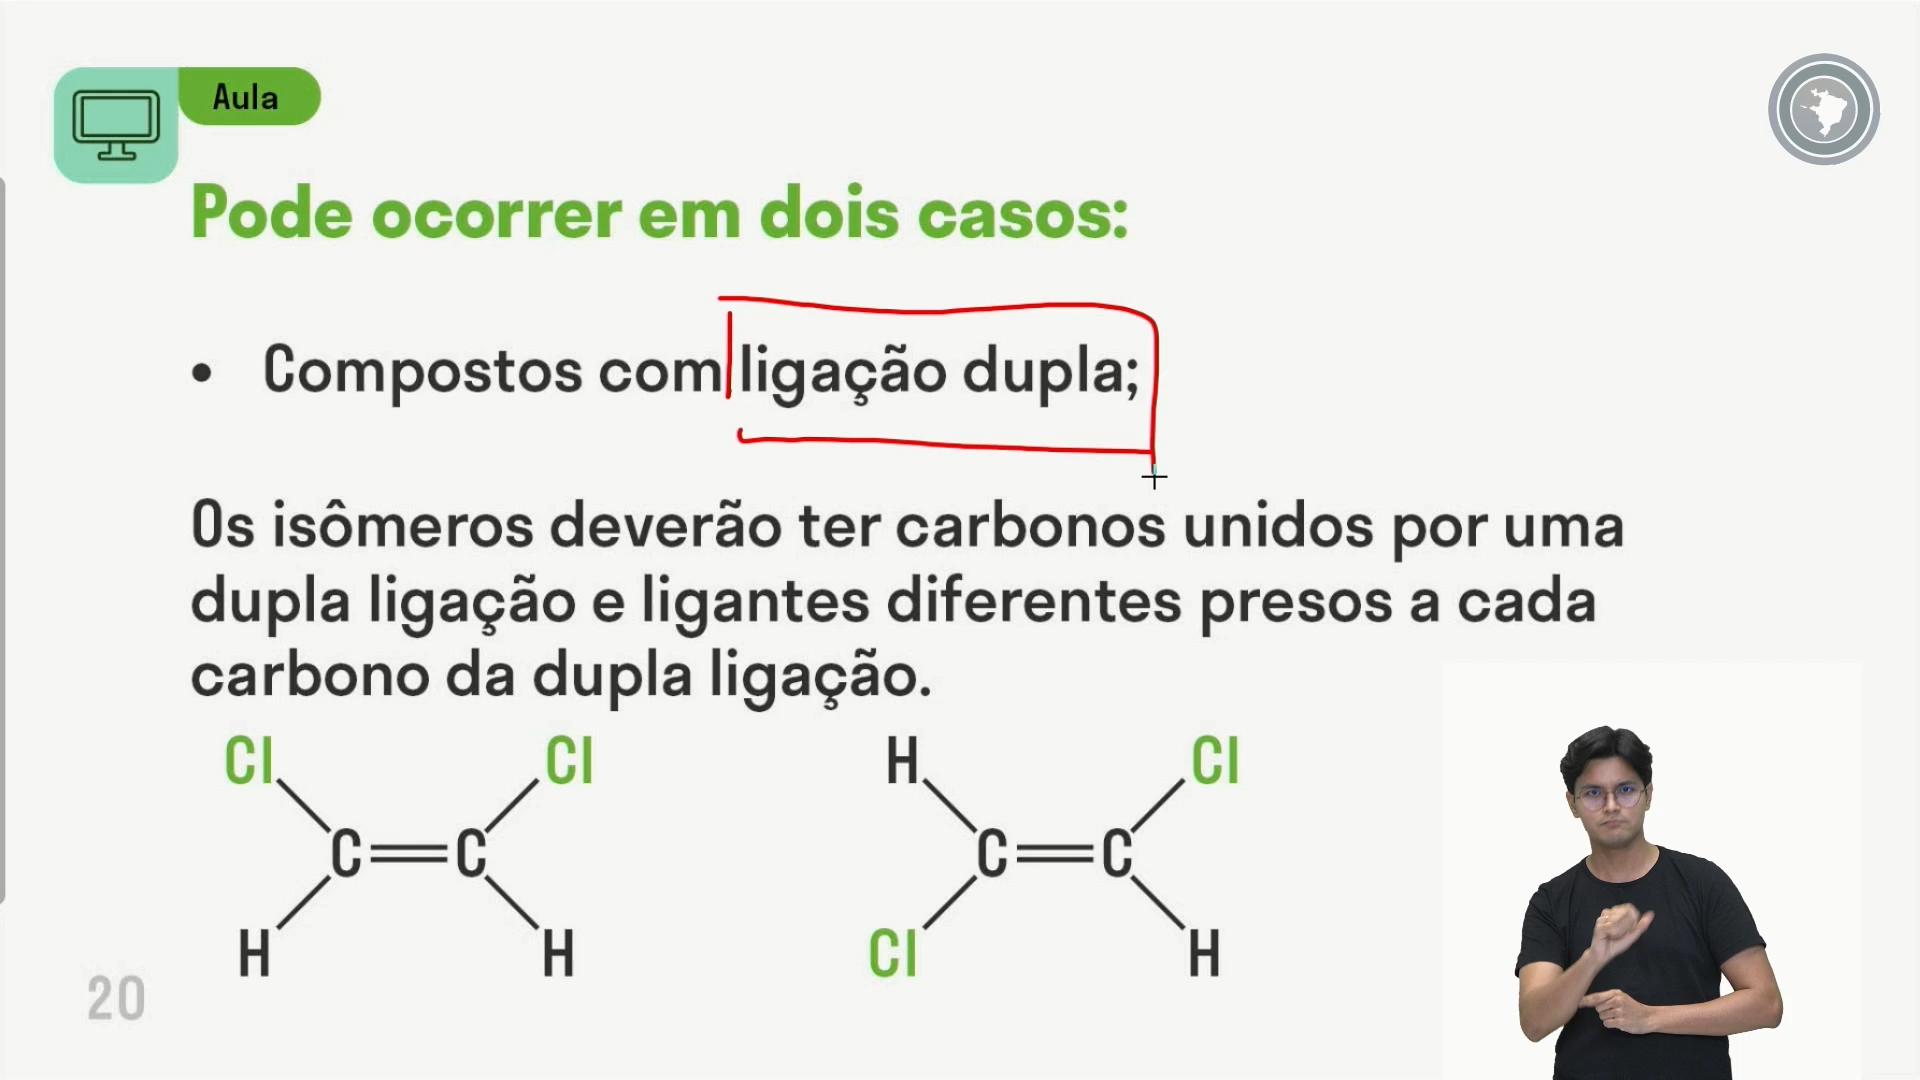 Aula
Pode ocorrer em dois casos:
• Compostos com ligação dupla;
Os isômeros deverão ter carbonos unidos por uma
dupla ligação e ligantes diferentes presos a cada
carbono da dupla ligação.
Cl Cl H Cl
C C C C
H H Cl H
20